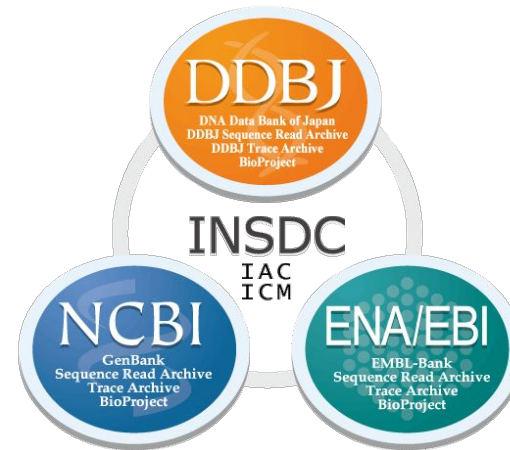 DDBJ
DNA Data Bank of Japan
DDBJ Sequence Read Archive
DDBJ Trace Archive
BioProject
INSDC
IAC
ICM
NCBI
GenBank
Sequence Read Archive
Trace Archive
BioProject
ENA/EBI
EMBL-Bank
Sequence Read Archive
Trace Archive
BioProject